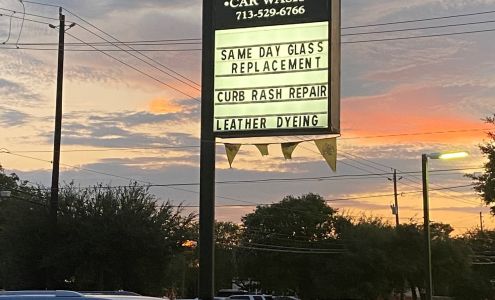 •CAR WASH
713-529-6766
SAME DAY GLASS
REPLACEMENT
CURB RASH REPAIR
LEATHER DYEING